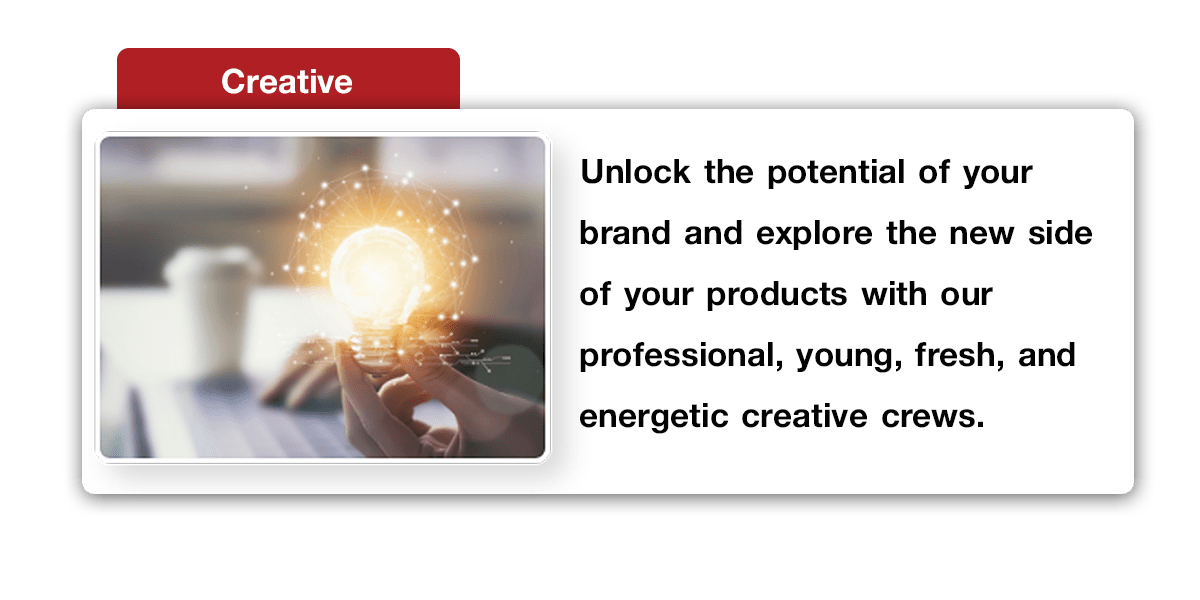 Creative
Unlock the potential of your
brand and explore the new side
of your products with our
professional, young, fresh, and
energetic creative crews.